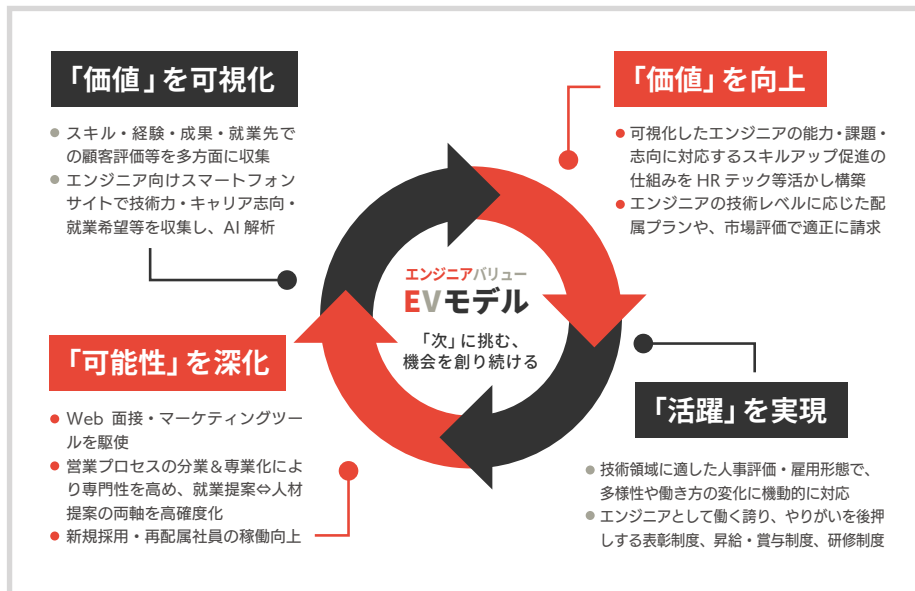 「価値」を可視化
スキル・経験・成果・就業先で
の顧客評価等を多方面に収集
エンジニア向けスマートフォン
サイトで技術力・キャリア志向・
就業希望等を収集し、AI 解析
「価値」を向上
可視化したエンジニアの能力・課題・
志向に対応するスキルアップ促進の
仕組みを HR テック等活かし構築
エンジニアの技術レベルに応じた配
属プランや、市場評価で適正に請求
エンジニアバリュー
EVモデル
「次」に挑む、
機会を創り続ける
「可能性」を深化
Web 面接・マーケティングツー
ルを駆使
営業プロセスの分業＆専業化によ
り専門性を高め、就業提案⇔人材
提案の両軸を高確度化
新規採用・再配属社員の稼働向上
「活躍」を実現
技術領域に適した人事評価・雇用形態で、
多様性や働き方の変化に機動的に対応
エンジニアとして働く誇り、やりがいを後押
しする表彰制度、昇給・賞与制度、研修制度